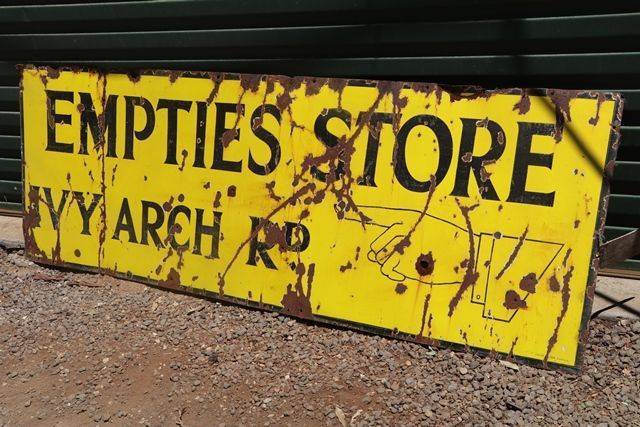 EMPTIES STORE
IVY ARCH RD